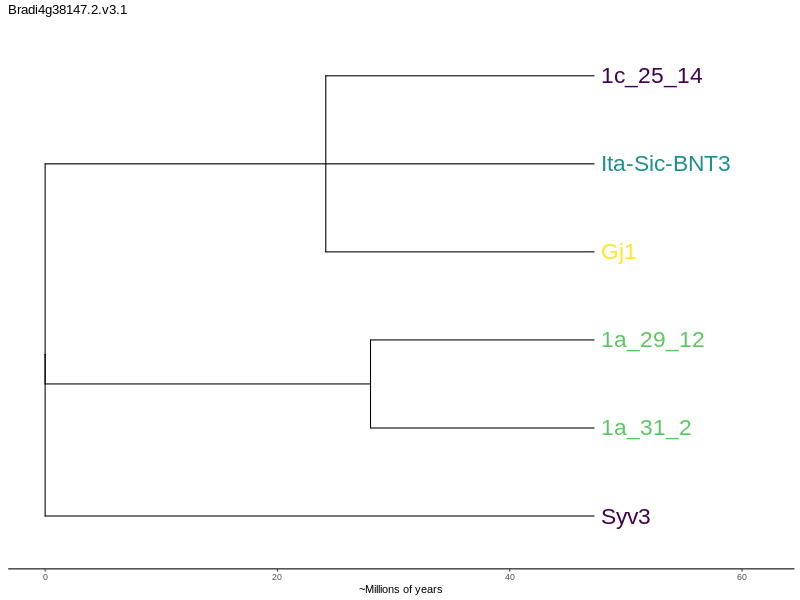 Bradi4g38147.2.v3.1
1c_25_14
Ita-Sic-BNT3
Gj1
1a_29_12
1a_31_2
Syv3
0 20 40 60
~Millions of years